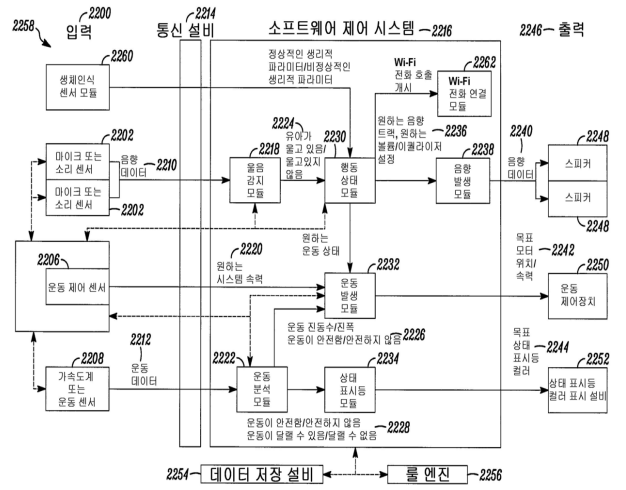 2258
입력 2200
통신 설비 2214
소프트웨어 제어 시스템 2216
2246 출력
2260
생체인식
센서 모듈
정상적인 생리적
파라미터/비정상적인
생리적 파라미터
Wi-Fi
전화 호출
개시
2262
Wi-Fi
전화 연결
모듈
2202
마이크 또는
소리 센서
마이크 또는
소리 센서
2202
음향
데이터
2210
2218
울음
감지
모듈
2224
유아가
울고 있음/
울고있지
않음
2230
행동
상태
모듈
원하는 음향
트랙, 원하는
볼륨/이퀄라이저
설정
2236
2238
음향
발생
모듈
2240
음향
데이터
2248
스피커
스피커
2248
2206
운동 제어 센서
2220
원하는
시스템 속력
원하는
운동 상태
2232
운동
발생
모듈
목표
모터
위치/
속력
2242
2250
운동
제어장치
운동 진동수/진폭
운동이 안전함/안전하지 않음
2226
2208
가속도계
또는
운동 센서
2212
운동
데이터
2222
운동
분석
모듈
2234
상태
표시등
모듈
목표
상태
표시등
컬러
2244
2252
상태 표시등
컬러 표시 설비
운동이 안전함/안전하지 않음
운동이 달랠 수 있음/달랠 수 없음
2228
2254 데이터 저장 설비
룰 엔진 2256